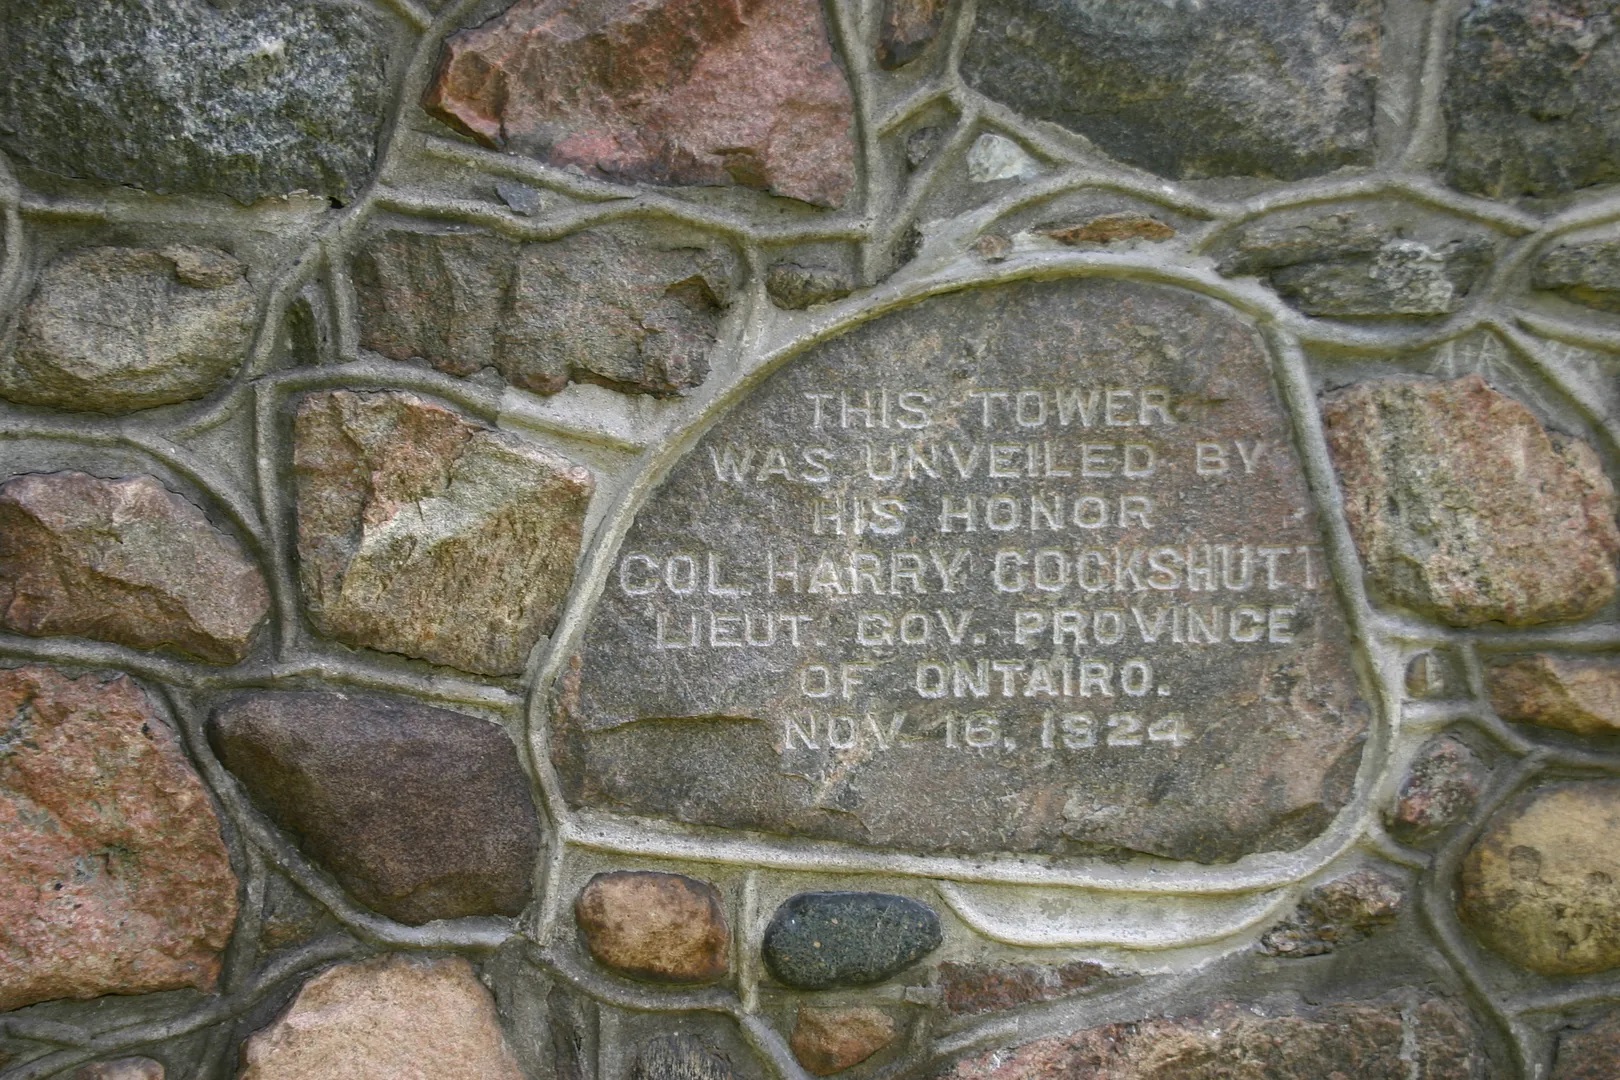 THIS TOWER
WAS UNVEILED BY
HIS HONOR
COL. HARRY COCKSHUTT
LIEUT. GOV. PROVINCE
OF ONTAIRO.
NOV. 16, 1924